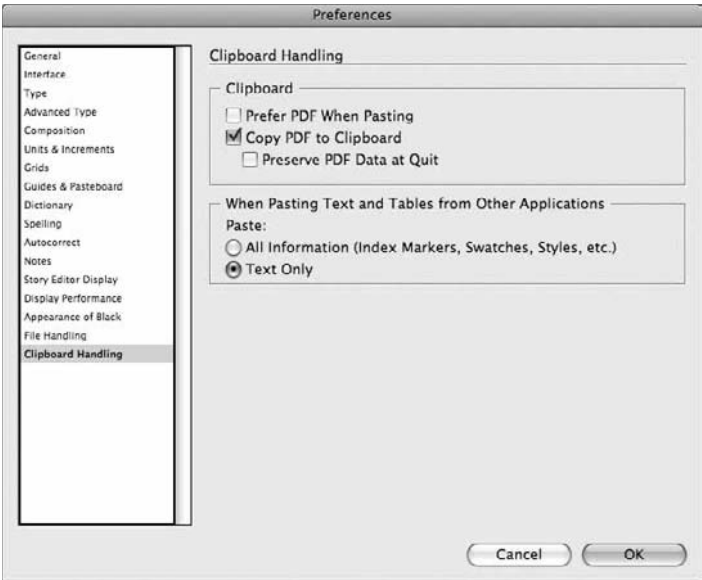 Preferences
General
Interface
Type
Advanced Type
Composition
Units & Increments
Grids
Guides & Pasteboard
Dictionary
Spelling
Autocorrect
Notes
Story Editor Display
Display Performance
Appearance of Black
File Handling
Clipboard Handling
Clipboard Handling
Clipboard
Prefer PDF When Pasting
Copy PDF to Clipboard
Preserve PDF Data at Quit
When Pasting Text and Tables from Other Applications
Paste:
All Information (Index Markers, Swatches, Styles, etc.)
Text Only
Cancel
OK